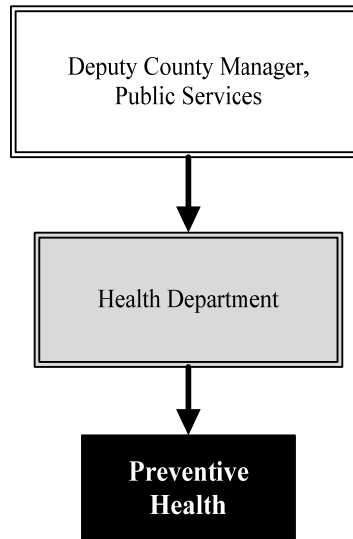 Deputy County Manager,
Public Services
Health Department
Preventive
Health